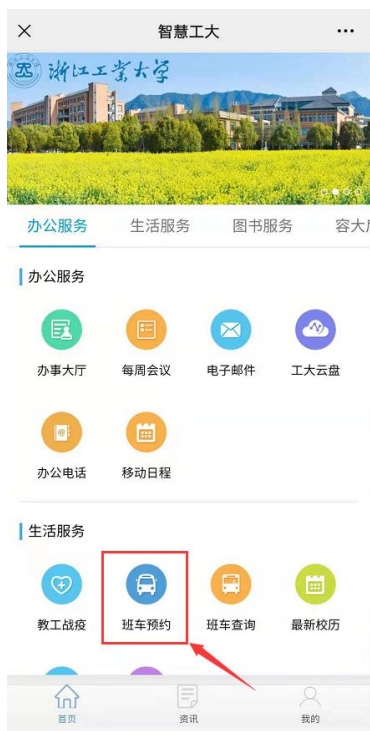 智慧工大
浙江工业大学
办公服务 生活服务 图书服务 容大
办公服务
办事大厅 每周会议 电子邮件 工大云盘
办公电话 移动日程
生活服务
教工战疫 班车预约 班车查询 最新校历
首页 资讯 我的